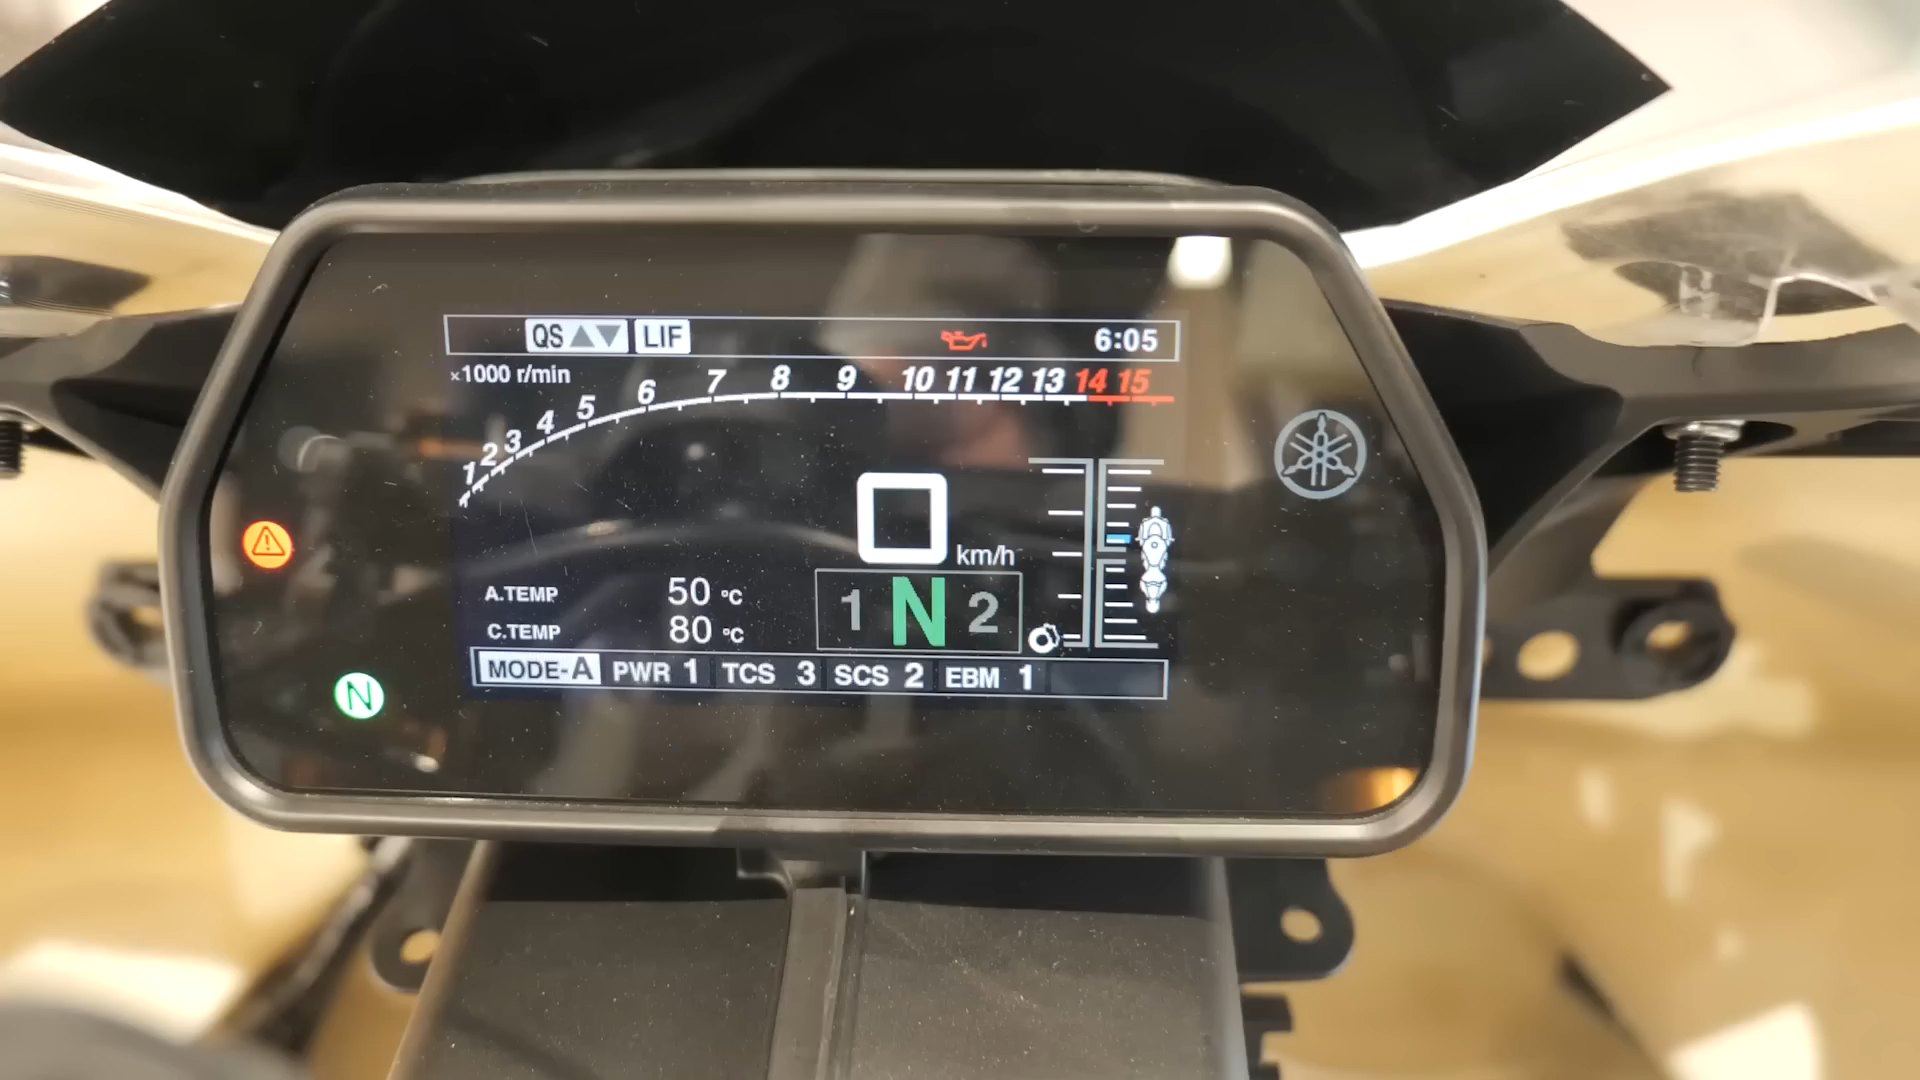 QS LIF 6:05
×1000 r/min
1 2 3 4 5 6 7 8 9 10 11 12 13 14 15
0 km/h
A.TEMP 50 °C
C.TEMP 80 °C
1 N 2
MODE-A PWR 1 TCS 3 SCS 2 EBM 1
N